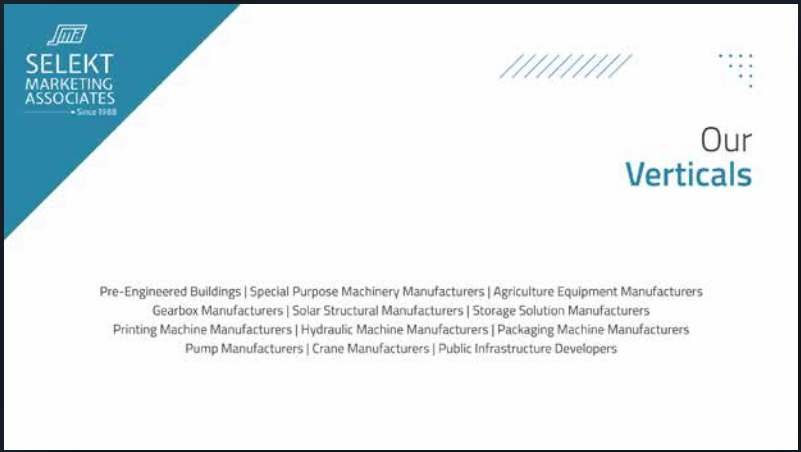 SELEKT
MARKETING
ASSOCIATES
Since 1988
Our
Verticals
Pre-Engineered Buildings | Special Purpose Machinery Manufacturers | Agriculture Equipment Manufacturers
Gearbox Manufacturers | Solar Structural Manufacturers | Storage Solution Manufacturers
Printing Machine Manufacturers | Hydraulic Machine Manufacturers | Packaging Machine Manufacturers
Pump Manufacturers | Crane Manufacturers | Public Infrastructure Developers